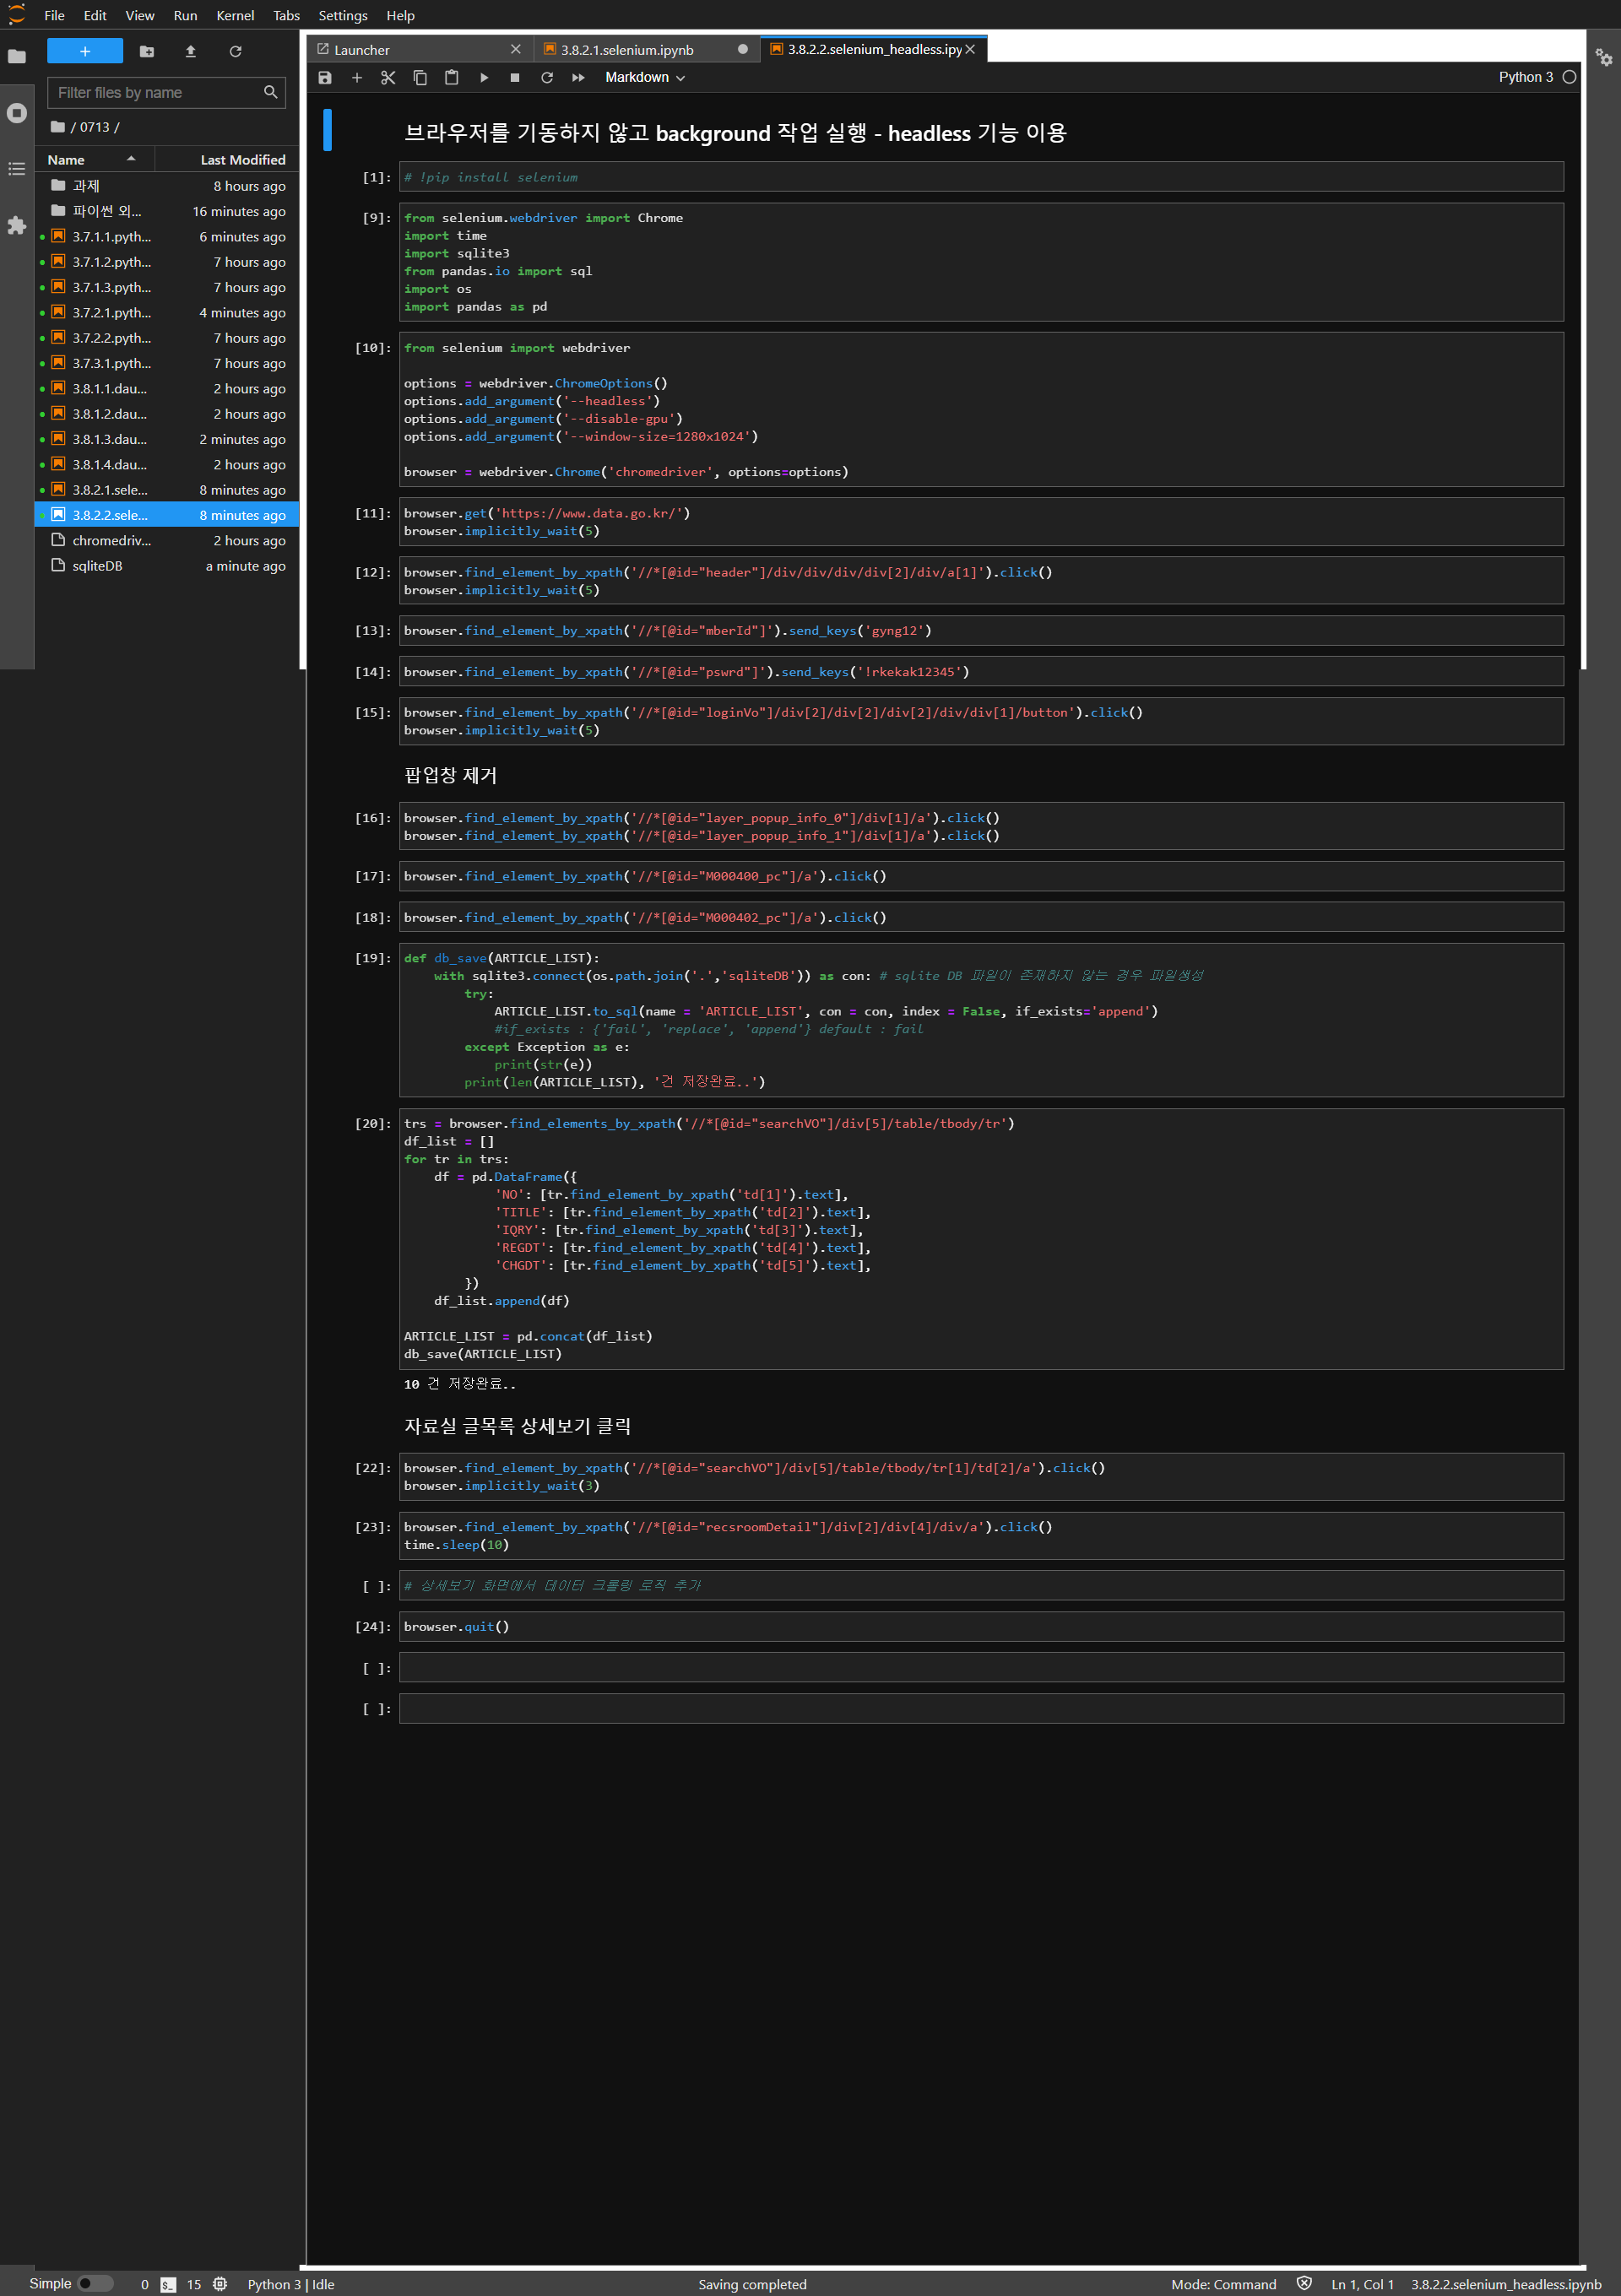 File Edit View Run Kernel Tabs Settings Help
Filter files by name
/ 0713 /
Name Last Modified
과제 8 hours ago
파이썬 외... 16 minutes ago
3.7.1.1.pyth... 6 minutes ago
3.7.1.2.pyth... 7 hours ago
3.7.1.3.pyth... 7 hours ago
3.7.2.1.pyth... 4 minutes ago
3.7.2.2.pyth... 7 hours ago
3.7.3.1.pyth... 7 hours ago
3.8.1.1.dau... 2 hours ago
3.8.1.2.dau... 2 hours ago
3.8.1.3.dau... 2 minutes ago
3.8.1.4.dau... 2 hours ago
3.8.2.1.sele... 8 minutes ago
3.8.2.2.sele... 8 minutes ago
chromedriv... 2 hours ago
sqliteDB a minute ago
Launcher 3.8.2.1.selenium.ipynb 3.8.2.2.selenium_headless.ipy
Markdown Python 3
브라우저를 기동하지 않고 background 작업 실행 - headless 기능 이용
[1]: # !pip install selenium
[9]: from selenium.webdriver import Chrome
import time
import sqlite3
from pandas.io import sql
import os
import pandas as pd
[10]: from selenium import webdriver
options = webdriver.ChromeOptions()
options.add_argument('--headless')
options.add_argument('--disable-gpu')
options.add_argument('--window-size=1280x1024')
browser = webdriver.Chrome('chromedriver', options=options)
[11]: browser.get('https://www.data.go.kr/')
browser.implicitly_wait(5)
[12]: browser.find_element_by_xpath('//*[@id="header"]/div/div/div/div[2]/div/a[1]').click()
browser.implicitly_wait(5)
[13]: browser.find_element_by_xpath('//*[@id="mberId"]').send_keys('gyng12')
[14]: browser.find_element_by_xpath('//*[@id="pswrd"]').send_keys('!rkekak12345')
[15]: browser.find_element_by_xpath('//*[@id="loginVo"]/div[2]/div[2]/div[2]/div/div[1]/button').click()
browser.implicitly_wait(5)
팝업창 제거
[16]: browser.find_element_by_xpath('//*[@id="layer_popup_info_0"]/div[1]/a').click()
browser.find_element_by_xpath('//*[@id="layer_popup_info_1"]/div[1]/a').click()
[17]: browser.find_element_by_xpath('//*[@id="M000400_pc"]/a').click()
[18]: browser.find_element_by_xpath('//*[@id="M000402_pc"]/a').click()
[19]: def db_save(ARTICLE_LIST):
with sqlite3.connect(os.path.join('.','sqliteDB')) as con: # sqlite DB 파일이 존재하지 않는 경우 파일생성
try:
ARTICLE_LIST.to_sql(name = 'ARTICLE_LIST', con = con, index = False, if_exists='append')
#if_exists : {'fail', 'replace', 'append'} default : fail
except Exception as e:
print(str(e))
print(len(ARTICLE_LIST), '건 저장완료..')
[20]: trs = browser.find_elements_by_xpath('//*[@id="searchVO"]/div[5]/table/tbody/tr')
df_list = []
for tr in trs:
df = pd.DataFrame({
'NO': [tr.find_element_by_xpath('td[1]').text],
'TITLE': [tr.find_element_by_xpath('td[2]').text],
'IQRY': [tr.find_element_by_xpath('td[3]').text],
'REGDT': [tr.find_element_by_xpath('td[4]').text],
'CHGDT': [tr.find_element_by_xpath('td[5]').text],
})
df_list.append(df)
ARTICLE_LIST = pd.concat(df_list)
db_save(ARTICLE_LIST)
10 건 저장완료..
자료실 글목록 상세보기 클릭
[22]: browser.find_element_by_xpath('//*[@id="searchVO"]/div[5]/table/tbody/tr[1]/td[2]/a').click()
browser.implicitly_wait(3)
[23]: browser.find_element_by_xpath('//*[@id="recsroomDetail"]/div[2]/div[4]/div/a').click()
time.sleep(10)
[ ]: # 상세보기 화면에서 데이터 크롤링 로직 추가
[24]: browser.quit()
[ ]:
[ ]:
Simple 0 15 Python 3 | Idle Saving completed Mode: Command Ln 1, Col 1 3.8.2.2.selenium_headless.ipynb